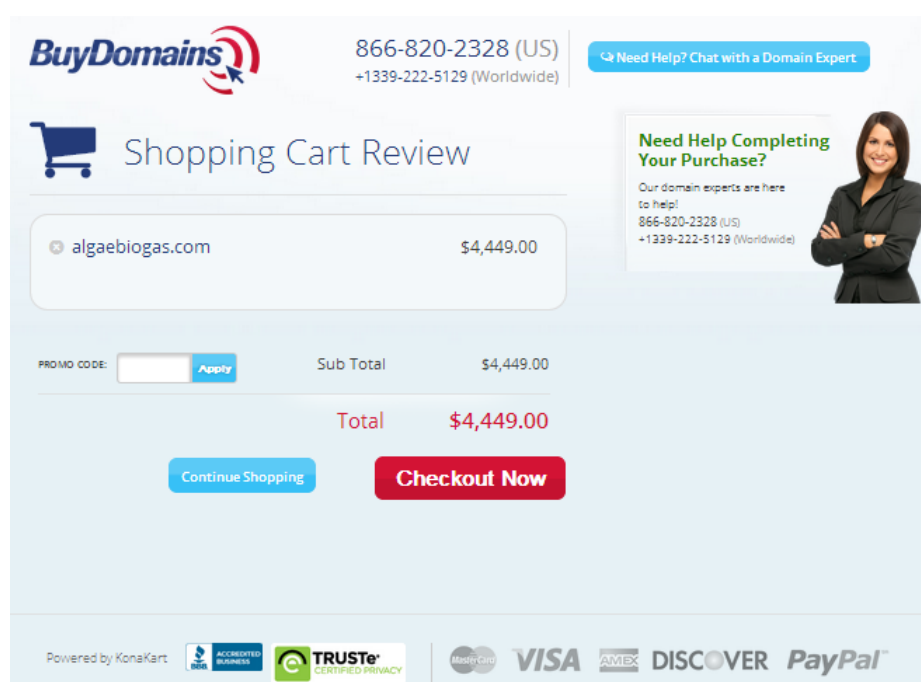 BuyDomains
866-820-2328 (US)
+1339-222-5129 (Worldwide)
Need Help? Chat with a Domain Expert
Shopping Cart Review
Need Help Completing
Your Purchase?
Our domain experts are here
to help!
866-820-2328 (US)
+1339-222-5129 (Worldwide)
algaebiogas.com $4,449.00
PROMO CODE: Apply Sub Total $4,449.00
Total $4,449.00
Continue Shopping Checkout Now
Powered by KonaKart
BBB.
ACCREDITED
BUSINESS
TRUSTe
CERTIFIED PRIVACY
MasterCard VISA AMEX DISCOVER PayPal